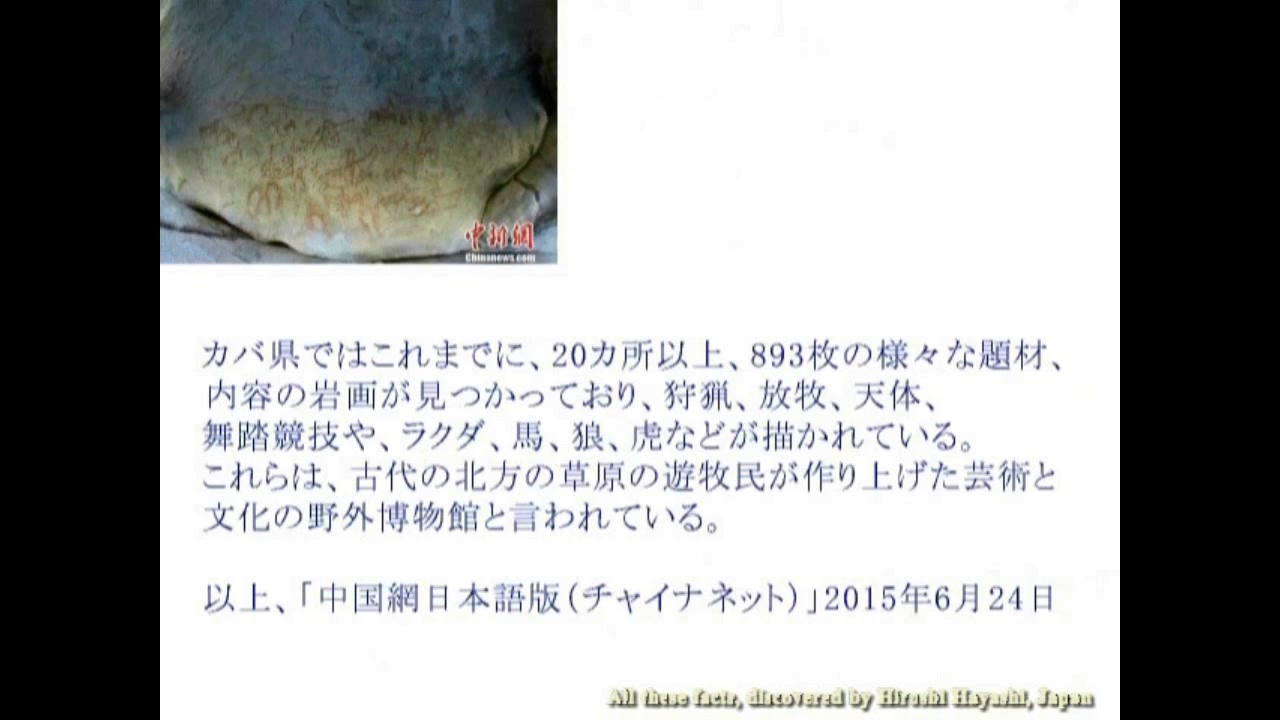 中新網
Chinanews.com
カバ県ではこれまでに、20カ所以上、893枚の様々な題材、
内容の岩画が見つかっており、狩猟、放牧、天体、
舞踏競技や、ラクダ、馬、狼、虎などが描かれている。
これらは、古代の北方の草原の遊牧民が作り上げた芸術と
文化の野外博物館と言われている。
以上、「中国網日本語版(チャイナネット)」2015年6月24日
All these facts, discovered by Hiroshi Hayashi, Japan